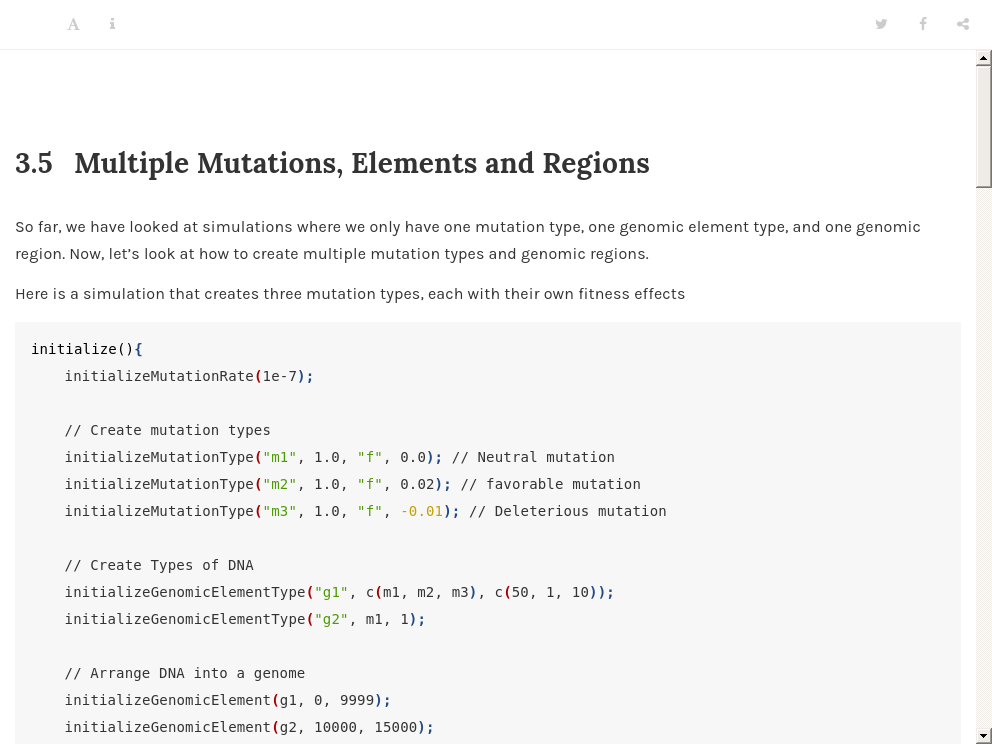 3.5 Multiple Mutations, Elements and Regions
So far, we have looked at simulations where we only have one mutation type, one genomic element type, and one genomic
region. Now, let's look at how to create multiple mutation types and genomic regions.
Here is a simulation that creates three mutation types, each with their own fitness effects
initialize(){
    initializeMutationRate(1e-7);

    // Create mutation types
    initializeMutationType("m1", 1.0, "f", 0.0); // Neutral mutation
    initializeMutationType("m2", 1.0, "f", 0.02); // favorable mutation
    initializeMutationType("m3", 1.0, "f", -0.01); // Deleterious mutation

    // Create Types of DNA
    initializeGenomicElementType("g1", c(m1, m2, m3), c(50, 1, 10));
    initializeGenomicElementType("g2", m1, 1);

    // Arrange DNA into a genome
    initializeGenomicElement(g1, 0, 9999);
    initializeGenomicElement(g2, 10000, 15000);